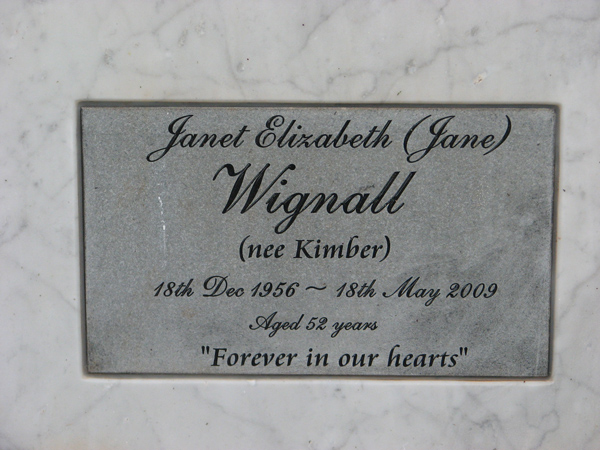 Janet Elizabeth (Jane)
Wignall
(nee Kimber)
18th Dec 1956 ~ 18th May 2009
Aged 52 years
"Forever in our hearts"